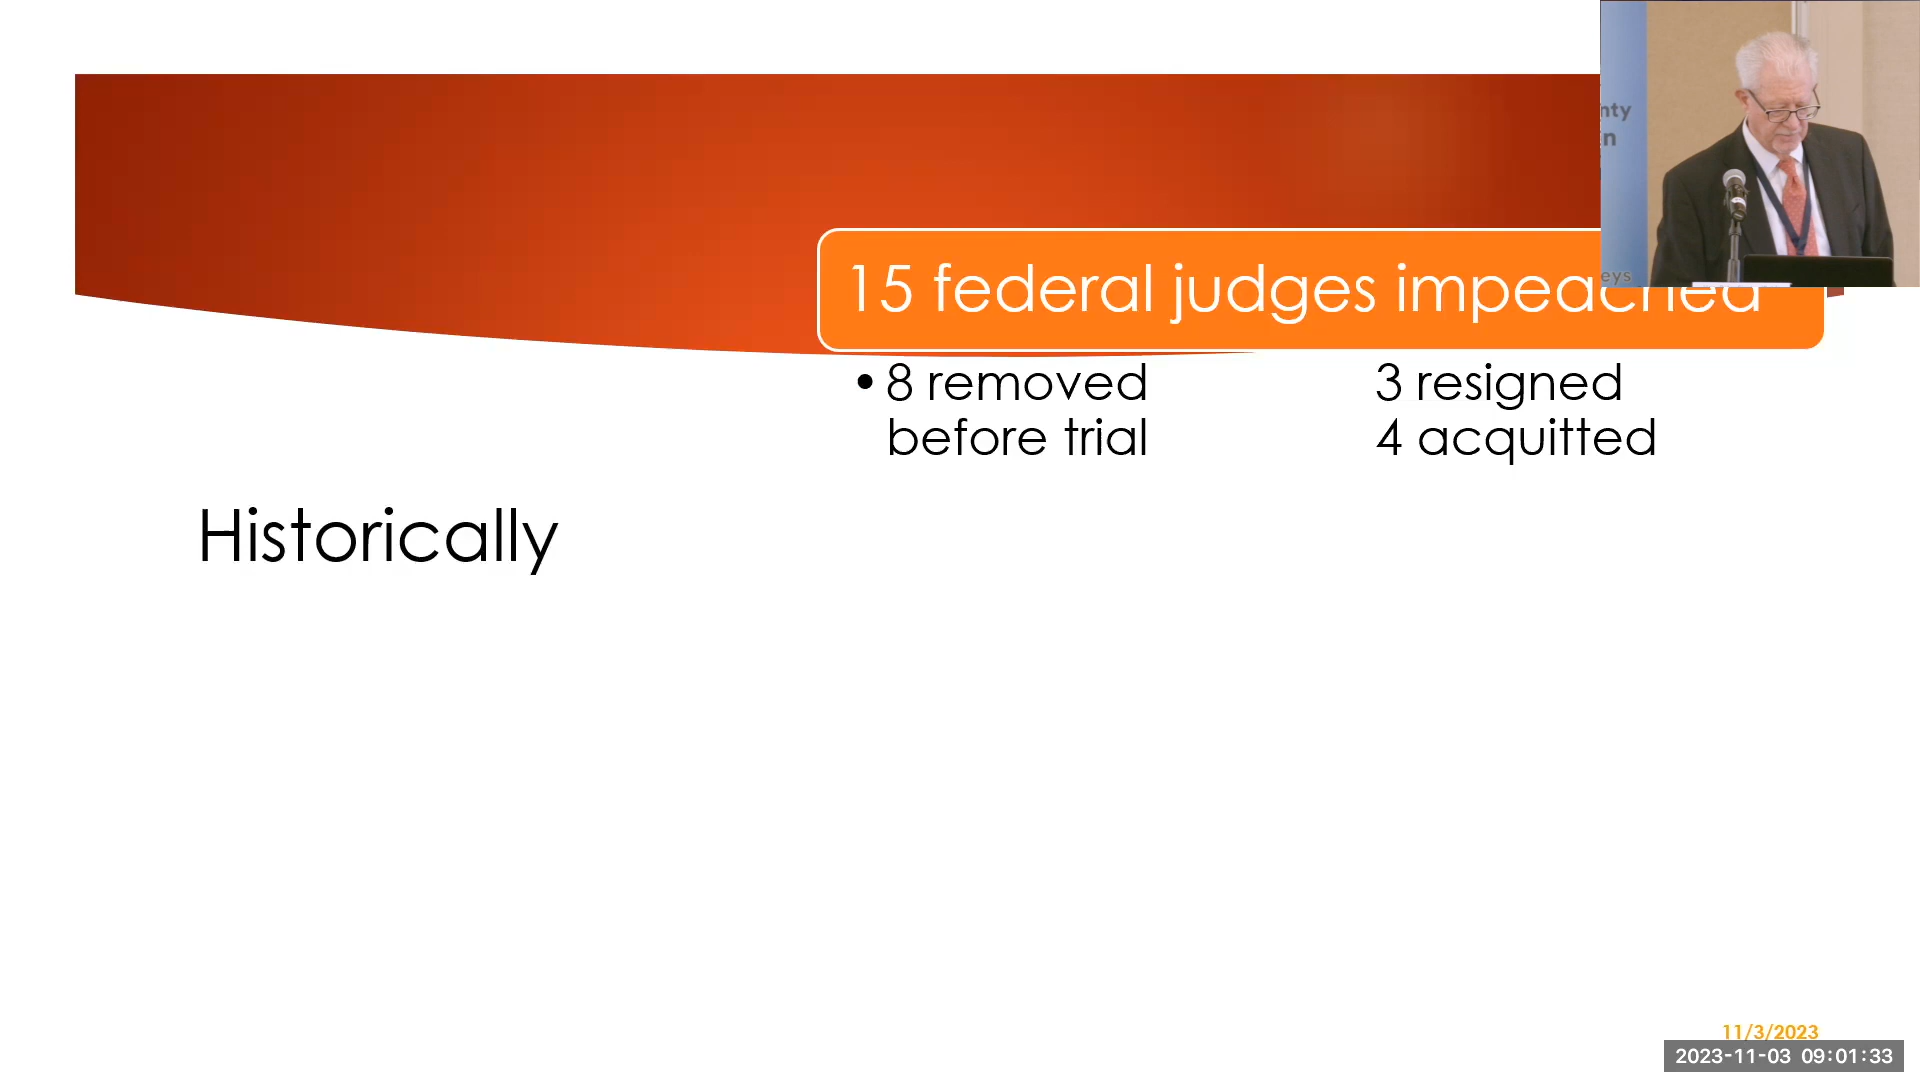 15 federal judges impeached
• 8 removed 3 resigned
before trial 4 acquitted
Historically
11/3/2023
2023-11-03 09:01:33